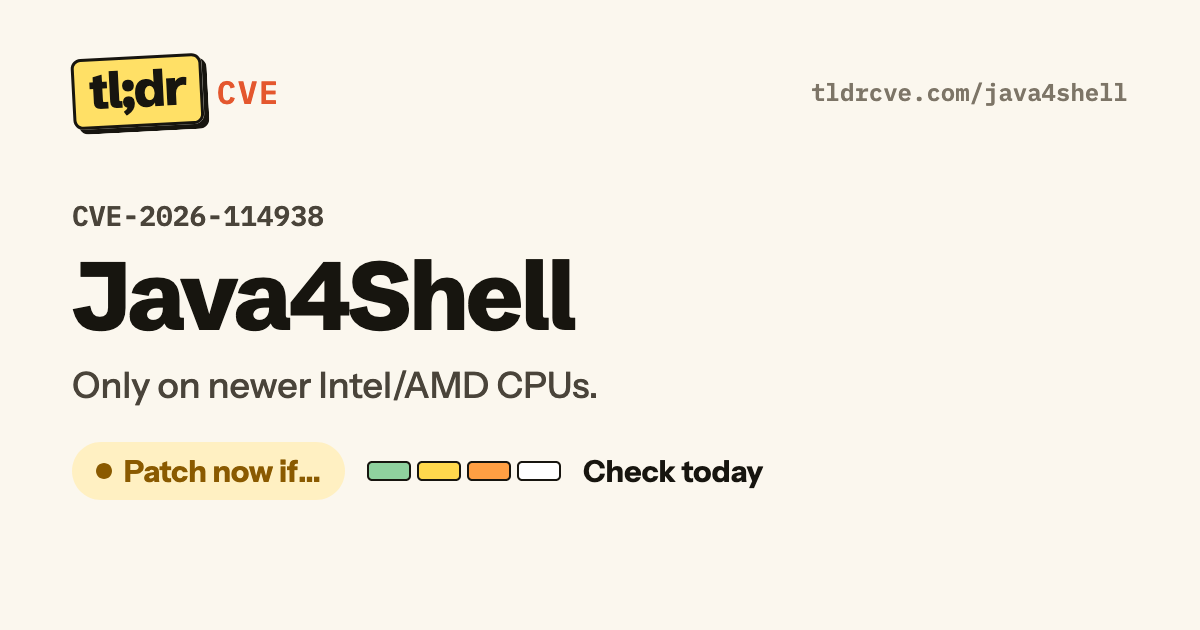 tl;dr CVE
tldrcve.com/java4shell
CVE-2026-114938
Java4Shell
Only on newer Intel/AMD CPUs.
Patch now if...
Check today